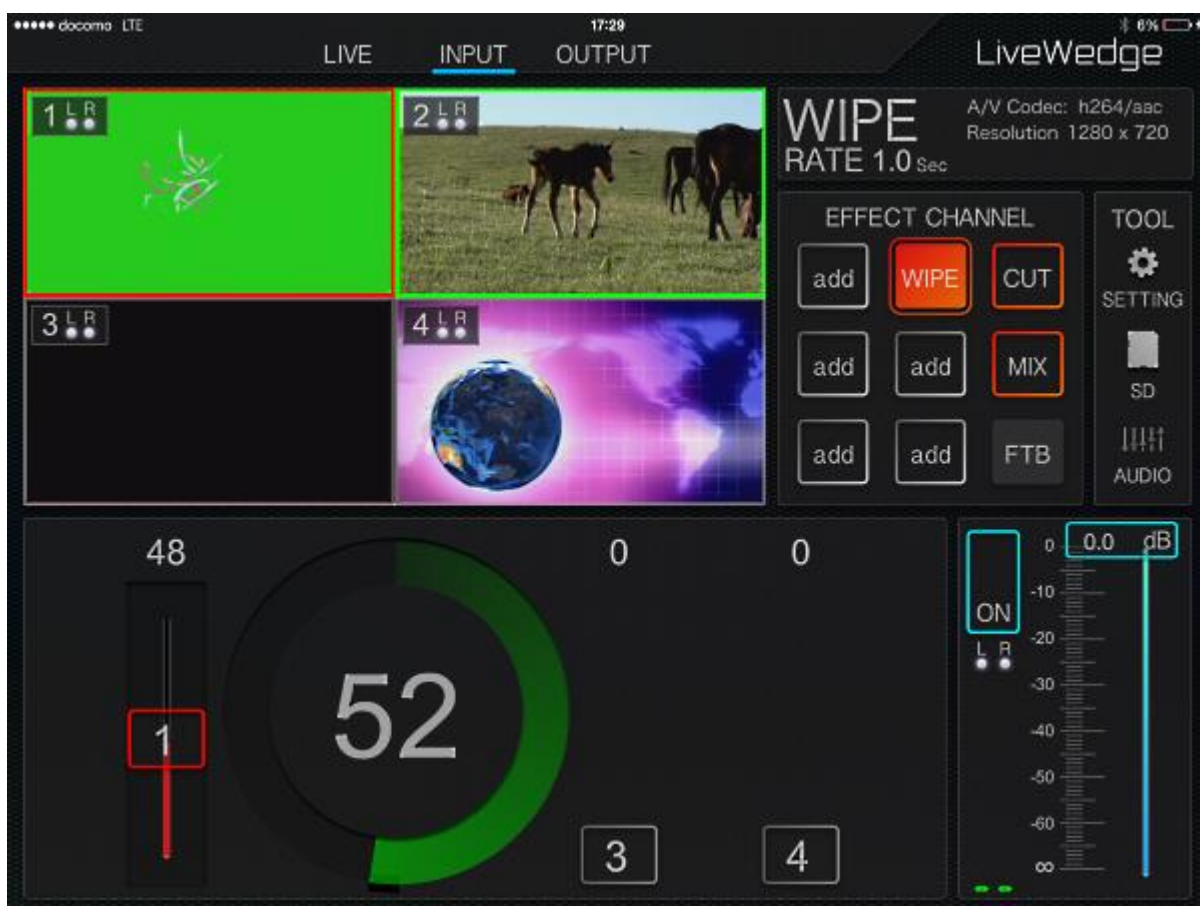 docomo LTE 17:29 6%
LIVE INPUT OUTPUT LiveWedge
1 L R
2 L R
3 L R
4 L R
WIPE
RATE 1.0 Sec
A/V Codec: h264/aac
Resolution 1280 x 720
EFFECT CHANNEL
add WIPE CUT
add add MIX
add add FTB
TOOL
SETTING
SD
AUDIO
48 0 0
1
52
3 4
ON
L R
0.0 dB
0
-10
-20
-30
-40
-50
-60
∞